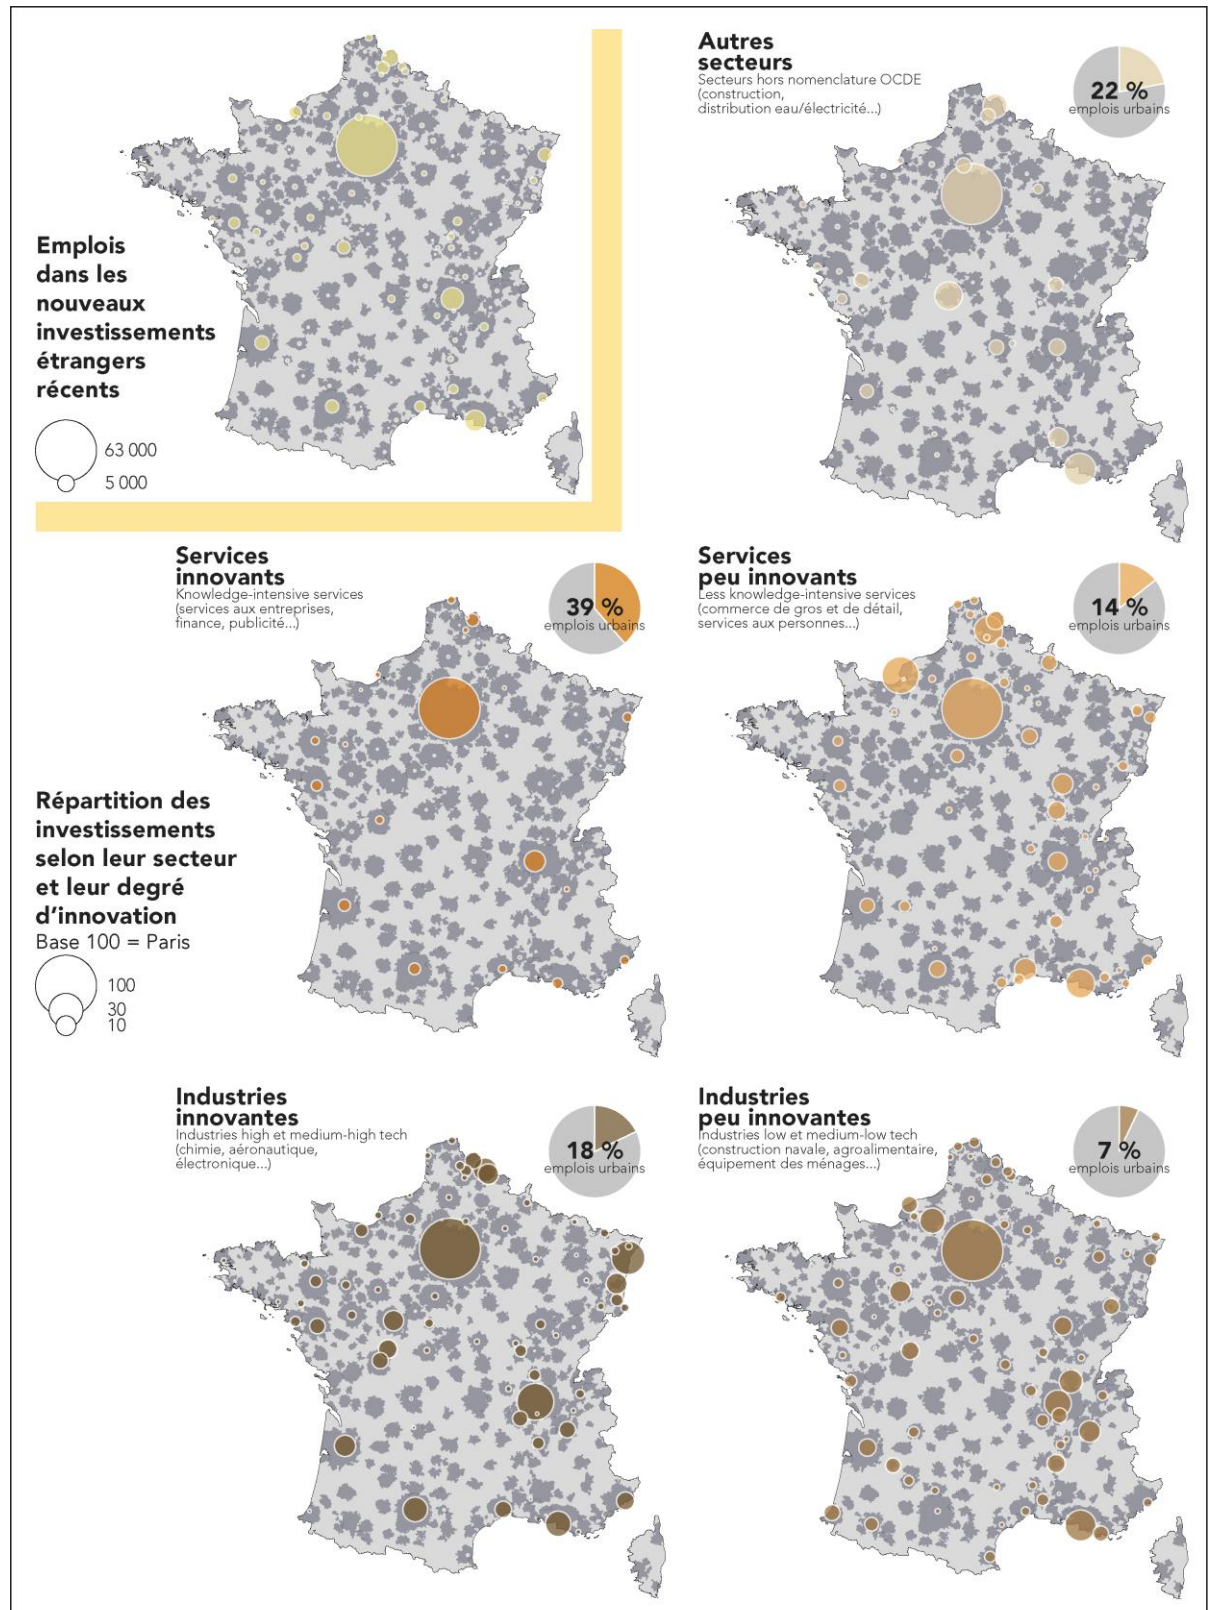 Emplois
dans les
nouveaux
investissements
étrangers
récents
63 000
5 000
Autres
secteurs
Secteurs hors nomenclature OCDE
(construction,
distribution eau/électricité...)
22 %
emplois urbains
Services
innovants
Knowledge-intensive services
(services aux entreprises,
finance, publicité...)
39 %
emplois urbains
Services
peu innovants
Less knowledge-intensive services
(commerce de gros et de détail,
services aux personnes...)
14 %
emplois urbains
Répartition des
investissements
selon leur secteur
et leur degré
d'innovation
Base 100 = Paris
100
30
10
Industries
innovantes
Industries high et medium-high tech
(chimie, aéronautique,
électronique...)
18 %
emplois urbains
Industries
peu innovantes
Industries low et medium-low tech
(construction navale, agroalimentaire,
équipement des ménages...)
7 %
emplois urbains